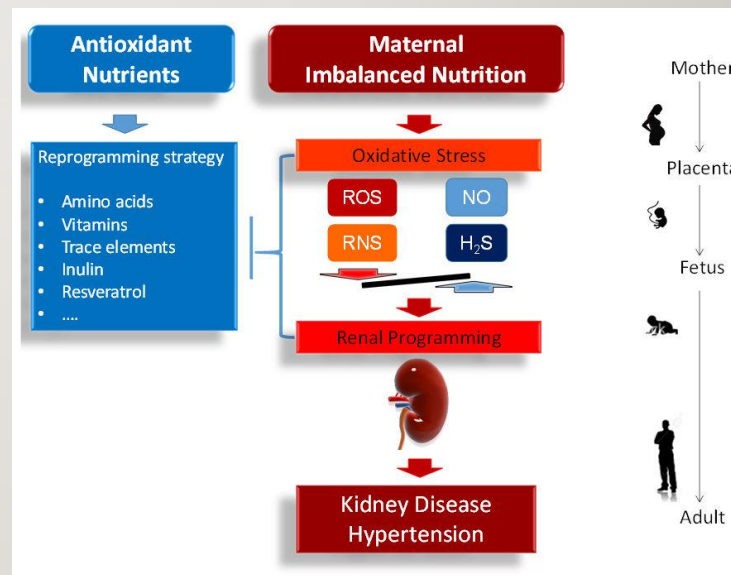 Antioxidant
Nutrients
Reprogramming strategy
• Amino acids
• Vitamins
• Trace elements
• Inulin
• Resveratrol
• ....
Maternal
Imbalanced Nutrition
Oxidative Stress
ROS
NO
RNS
H₂S
Renal Programming
Kidney Disease
Hypertension
Mother
Placenta
Fetus
Adult